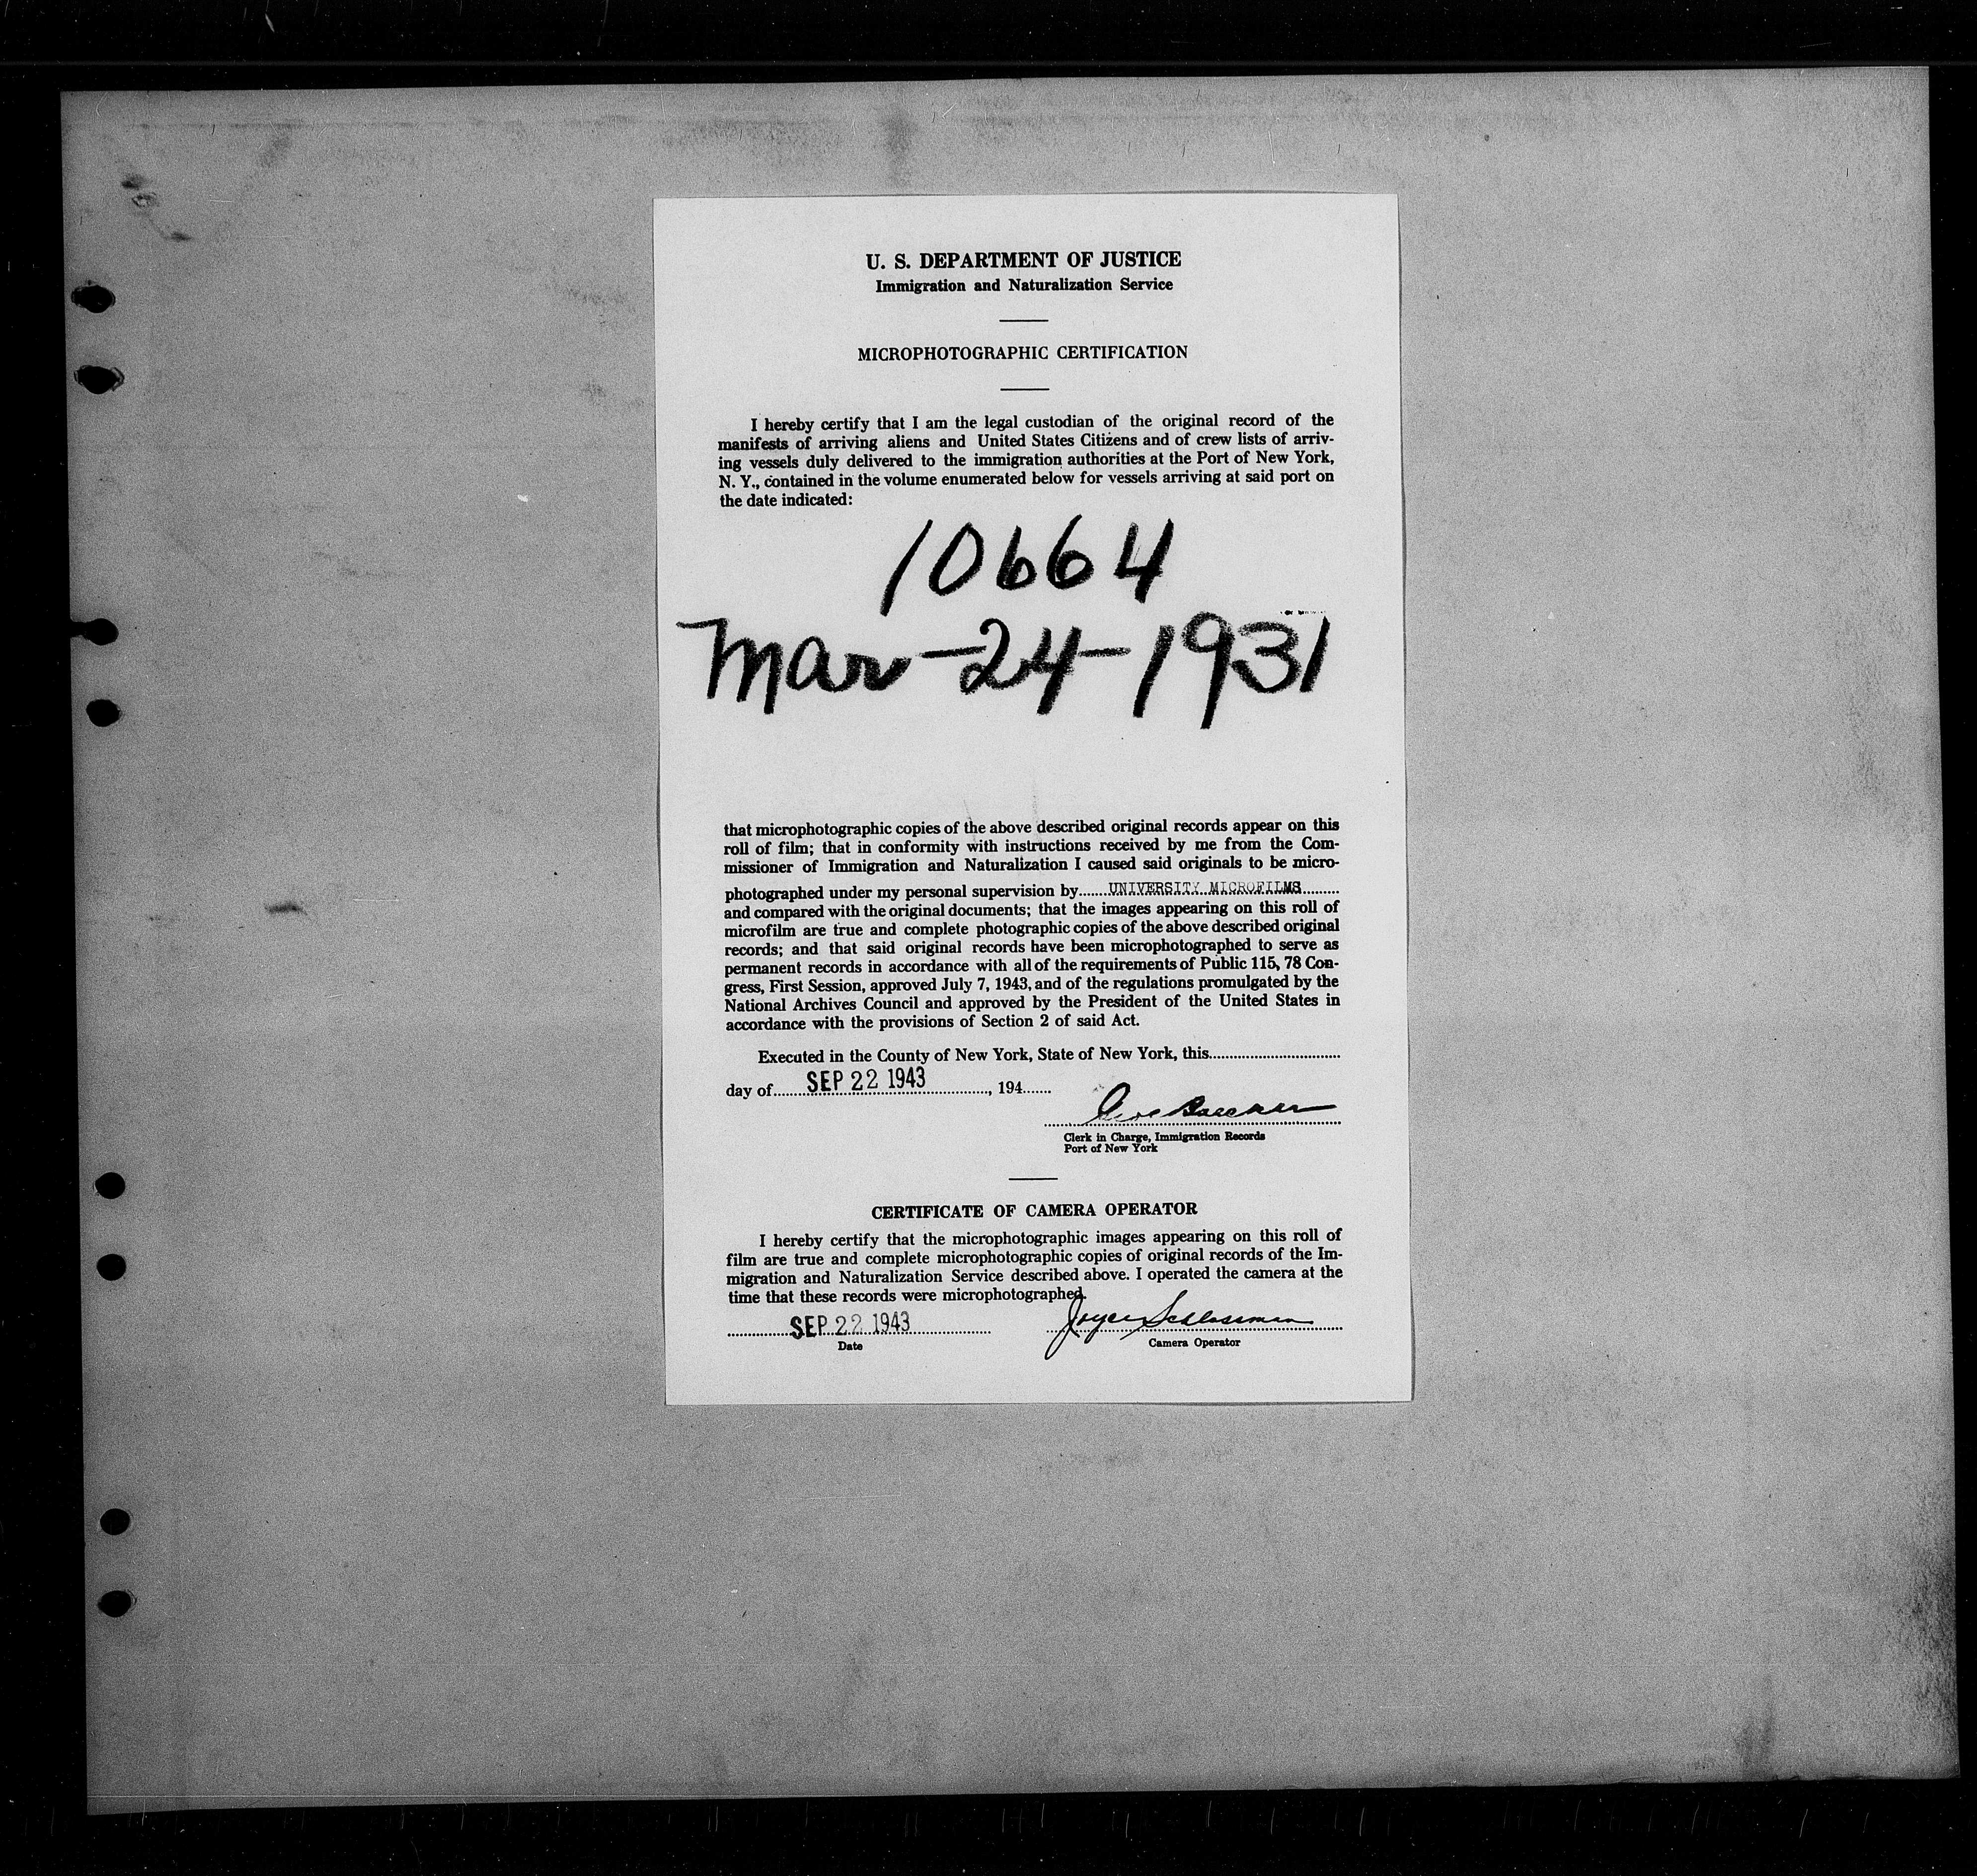 U. S. DEPARTMENT OF JUSTICE
Immigration and Naturalization Service
MICROPHOTOGRAPHIC CERTIFICATION
I hereby certify that I am the legal custodian of the original record of the
manifests of arriving aliens and United States Citizens and of crew lists of arriv-
ing vessels duly delivered to the immigration authorities at the Port of New York,
N. Y., contained in the volume enumerated below for vessels arriving at said port on
the date indicated:
10664
Mar-24-1931
that microphotographic copies of the above described original records appear on this
roll of film; that in conformity with instructions received by me from the Com-
missioner of Immigration and Naturalization I caused said originals to be micro-
photographed under my personal supervision by UNIVERSITY MICROFILMS
and compared with the original documents; that the images appearing on this roll of
microfilm are true and complete photographic copies of the above described original
records; and that said original records have been microphotographed to serve as
permanent records in accordance with all of the requirements of Public 115, 78 Con-
gress, First Session, approved July 7, 1943, and of the regulations promulgated by the
National Archives Council and approved by the President of the United States in
accordance with the provisions of Section 2 of said Act.
Executed in the County of New York, State of New York, this
day of SEP 22 1943, 194
Clerk in Charge, Immigration Records
Port of New York
CERTIFICATE OF CAMERA OPERATOR
I hereby certify that the microphotographic images appearing on this roll of
film are true and complete microphotographic copies of original records of the Im-
migration and Naturalization Service described above. I operated the camera at the
time that these records were microphotographed.
SEP 22 1943 Joyce Schlossman
Date Camera Operator